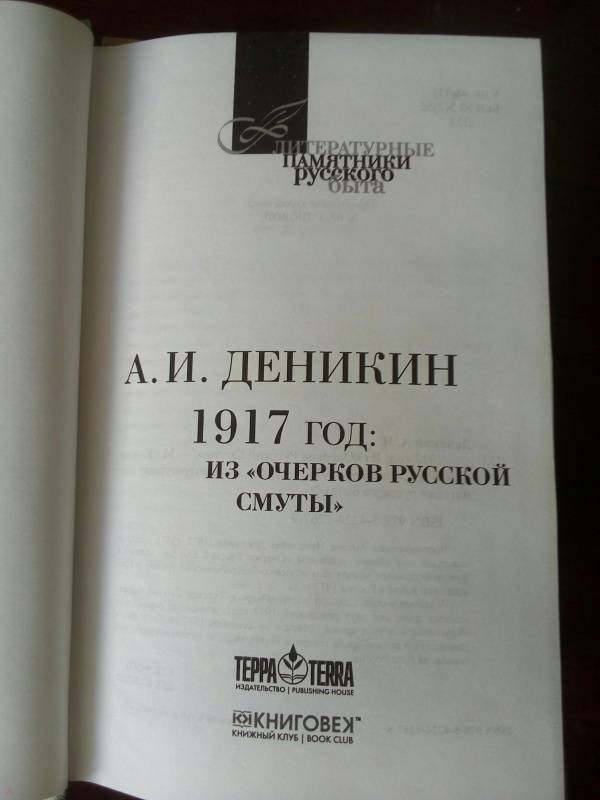 ЛИТЕРАТУРНЫЕ
ПАМЯТНИКИ
русского
быта
А. И. ДЕНИКИН
1917 ГОД:
ИЗ «ОЧЕРКОВ РУССКОЙ
СМУТЫ»
ТЕРРА TERRA
ИЗДАТЕЛЬСТВО | PUBLISHING HOUSE
КНИГОВЕК™
КНИЖНЫЙ КЛУБ | BOOK CLUB